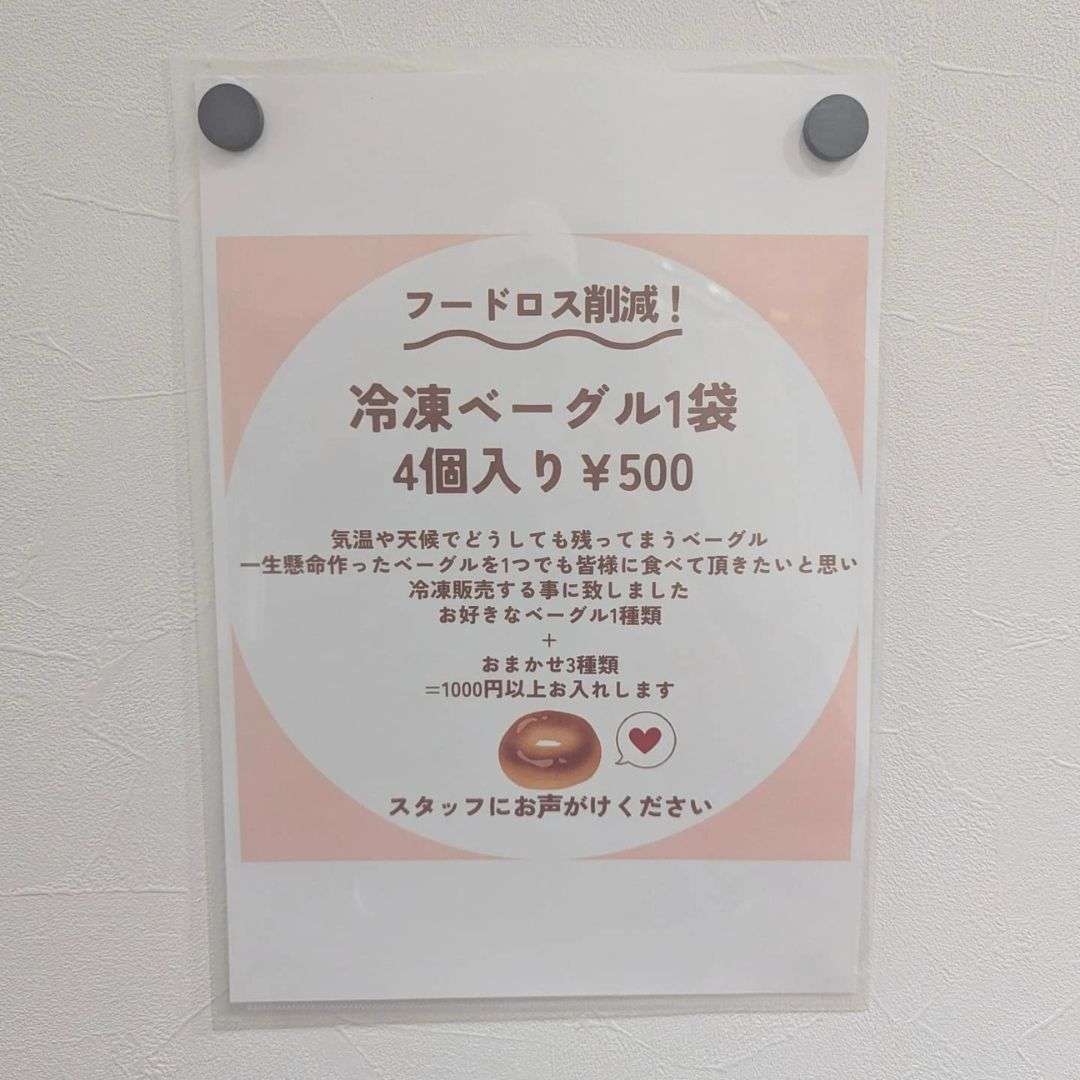 フードロス削減！
冷凍ベーグル1袋
4個入り¥500
気温や天候でどうしても残ってまうベーグル
一生懸命作ったベーグルを1つでも皆様に食べて頂きたいと思い
冷凍販売する事に致しました
お好きなベーグル1種類
+
おまかせ3種類
=1000円以上お入れします
スタッフにお声がけください